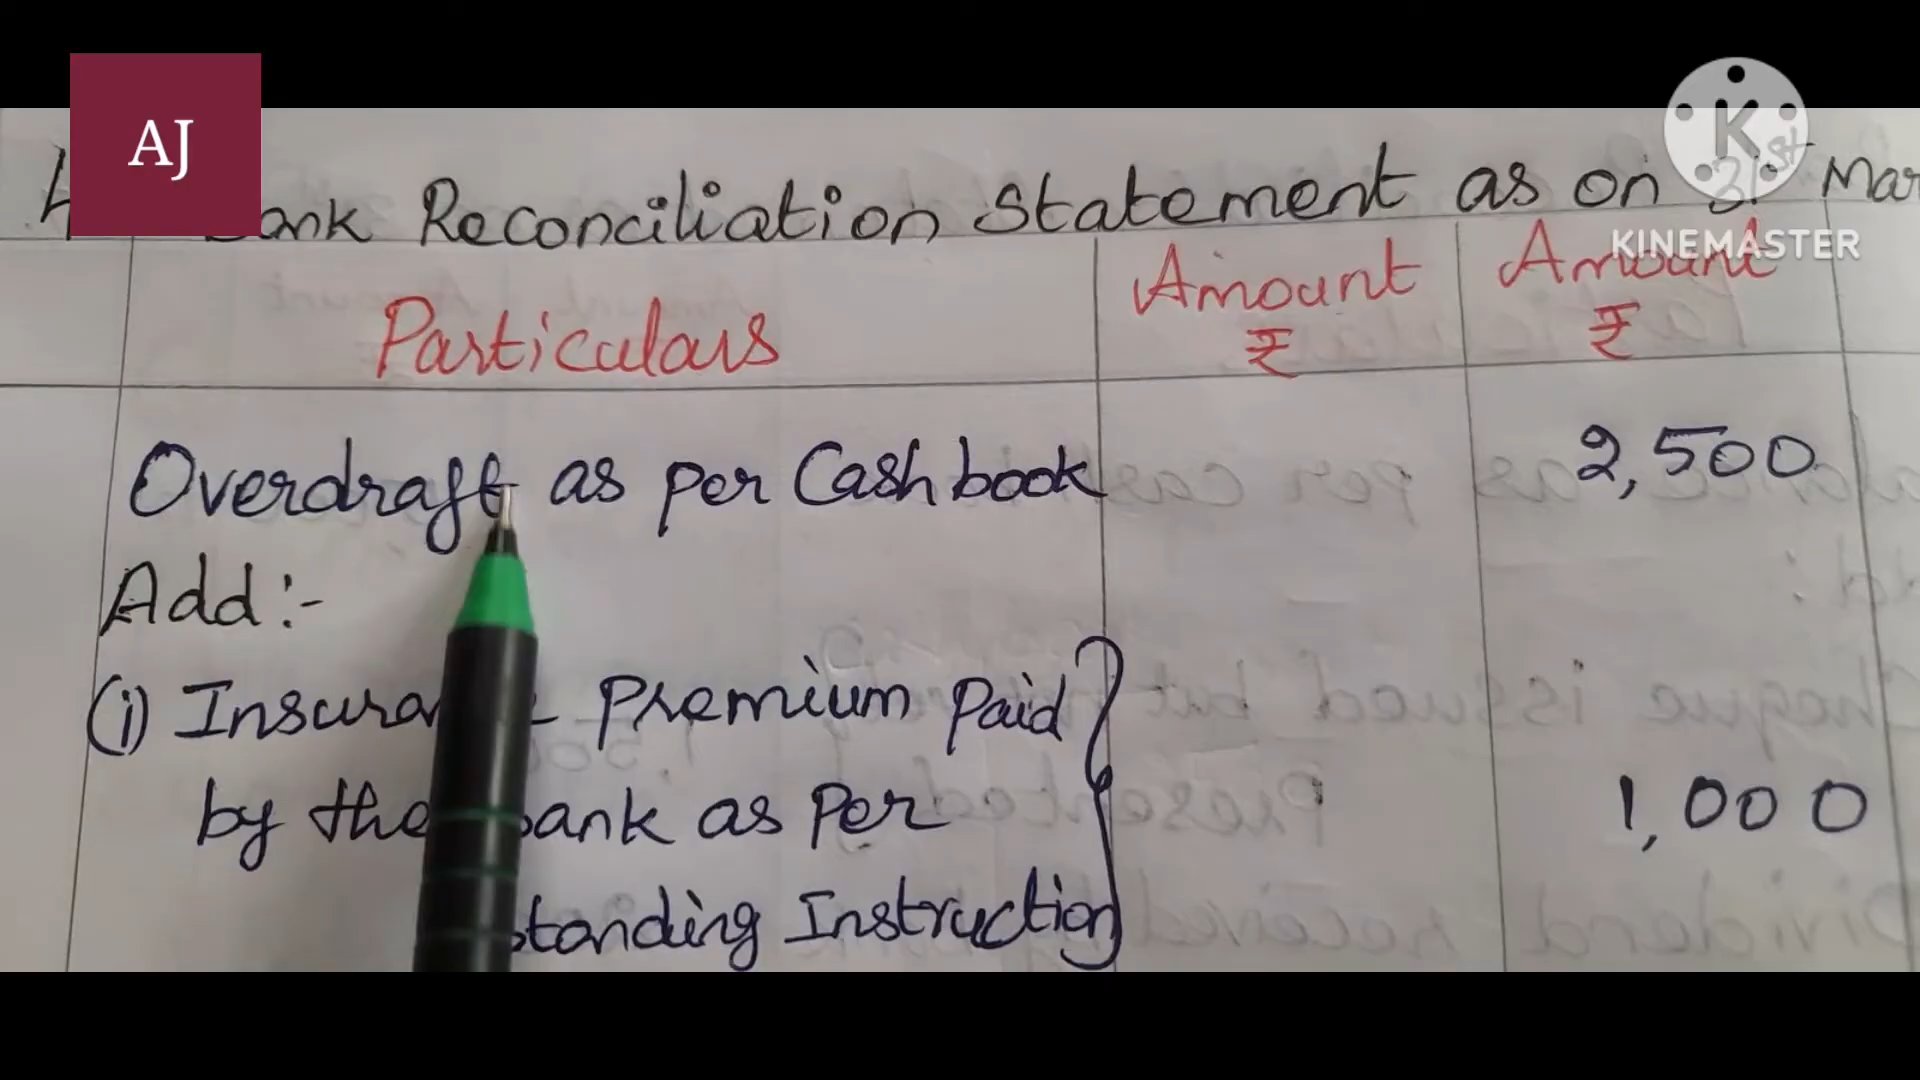 AJ
Bank Reconciliation Statement as on 31st Mar
KINEMASTER
Particulars
Amount
₹
Amount
₹
Overdraft as per Cash book 2,500
Add :-
(i) Insurance Premium Paid
by the bank as Per 1,000
Standing Instruction